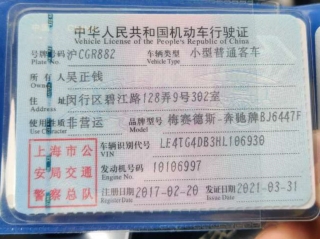 中华人民共和国机动车行驶证
Vehicle License of the People's Republic of China
号牌号码 沪CGR882 车辆类型 小型普通客车
Plate No. Vehicle Type
所有人 吴正钱
Owner
住址 闵行区碧江路128弄9号302室
Address
使用性质 非营运 品牌型号 梅赛德斯-奔驰牌BJ6447F
Use Character Model
上海市公
安局交通
警察总队
车辆识别代号 LE4TG4DB3HL106930
VIN
发动机号码 10106997
Engine No.
注册日期 2017-02-20 发证日期 2021-03-31
Register Date Issue Date